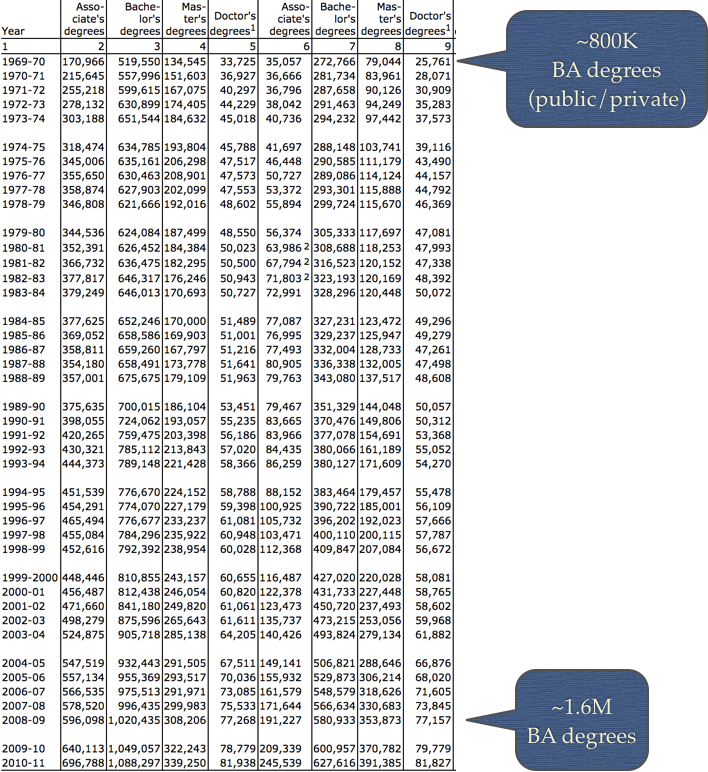 Asso- Bache- Mas- Asso- Bache- Mas-
ciate's lor's ter's Doctor's ciate's lor's ter's Doctor's
Year degrees degrees degrees degrees1 degrees degrees degrees degrees1
1 2 3 4 5 6 7 8 9
1969-70 170,966 519,550 134,545 33,725 35,057 272,766 79,044 25,761
1970-71 215,645 557,996 151,603 36,927 36,666 281,734 83,961 28,071
1971-72 255,218 599,615 167,075 40,297 36,796 287,658 90,126 30,909
1972-73 278,132 630,899 174,405 44,229 38,042 291,463 94,249 35,283
1973-74 303,188 651,544 184,632 45,018 40,736 294,232 97,442 37,573
1974-75 318,474 634,785 193,804 45,788 41,697 288,148 103,741 39,116
1975-76 345,006 635,161 206,298 47,517 46,448 290,585 111,179 43,490
1976-77 355,650 630,463 208,901 47,573 50,727 289,086 114,124 44,157
1977-78 358,874 627,903 202,099 47,553 53,372 293,301 115,888 44,792
1978-79 346,808 621,666 192,016 48,602 55,894 299,724 115,670 46,369
1979-80 344,536 624,084 187,499 48,550 56,374 305,333 117,697 47,081
1980-81 352,391 626,452 184,384 50,023 63,986 2 308,688 118,253 47,993
1981-82 366,732 636,475 182,295 50,500 67,794 2 316,523 120,152 47,338
1982-83 377,817 646,317 176,246 50,943 71,803 2 323,193 120,169 48,392
1983-84 379,249 646,013 170,693 50,727 72,991 328,296 120,448 50,072
1984-85 377,625 652,246 170,000 51,489 77,087 327,231 123,472 49,296
1985-86 369,052 658,586 169,903 51,001 76,995 329,237 125,947 49,279
1986-87 358,811 659,260 167,797 51,216 77,493 332,004 128,733 47,261
1987-88 354,180 658,491 173,778 51,641 80,905 336,338 132,005 47,498
1988-89 357,001 675,675 179,109 51,963 79,763 343,080 137,517 48,608
1989-90 375,635 700,015 186,104 53,451 79,467 351,329 144,048 50,057
1990-91 398,055 724,062 193,057 55,235 83,665 370,476 149,806 50,312
1991-92 420,265 759,475 203,398 56,186 83,966 377,078 154,691 53,368
1992-93 430,321 785,112 213,843 57,020 84,435 380,066 161,189 55,052
1993-94 444,373 789,148 221,428 58,366 86,259 380,127 171,609 54,270
1994-95 451,539 776,670 224,152 58,788 88,152 383,464 179,457 55,478
1995-96 454,291 774,070 227,179 59,398 100,925 390,722 185,001 56,109
1996-97 465,494 776,677 233,237 61,081 105,732 396,202 192,023 57,666
1997-98 455,084 784,296 235,922 60,948 103,471 400,110 200,115 57,787
1998-99 452,616 792,392 238,954 60,028 112,368 409,847 207,084 56,672
1999-2000 448,446 810,855 243,157 60,655 116,487 427,020 220,028 58,081
2000-01 456,487 812,438 246,054 60,820 122,378 431,733 227,448 58,765
2001-02 471,660 841,180 249,820 61,061 123,473 450,720 237,493 58,602
2002-03 498,279 875,596 265,643 61,611 135,737 473,215 253,056 59,968
2003-04 524,875 905,718 285,138 64,205 140,426 493,824 279,134 61,882
2004-05 547,519 932,443 291,505 67,511 149,141 506,821 288,646 66,876
2005-06 557,134 955,369 293,517 70,036 155,932 529,873 306,214 68,020
2006-07 566,535 975,513 291,971 73,085 161,579 548,579 318,626 71,605
2007-08 578,520 996,435 299,983 75,533 171,644 566,634 330,683 73,845
2008-09 596,098 1,020,435 308,206 77,268 191,227 580,933 353,873 77,157
2009-10 640,113 1,049,057 322,243 78,779 209,339 600,957 370,782 79,779
2010-11 696,788 1,088,297 339,250 81,938 245,539 627,616 391,385 81,827
~800K
BA degrees
(public/private)
~1.6M
BA degrees